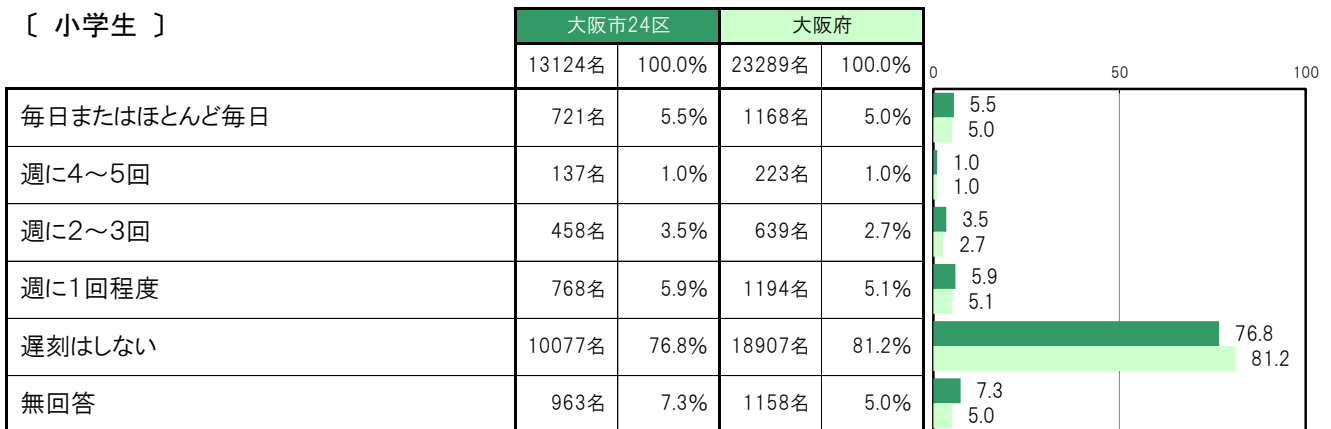 〔 小学生 〕
大阪市24区 大阪府
13124名 100.0% 23289名 100.0%
0 50 100
毎日またはほとんど毎日 721名 5.5% 1168名 5.0%
5.5
5.0
週に4～5回 137名 1.0% 223名 1.0%
1.0
1.0
週に2～3回 458名 3.5% 639名 2.7%
3.5
2.7
週に1回程度 768名 5.9% 1194名 5.1%
5.9
5.1
遅刻はしない 10077名 76.8% 18907名 81.2%
76.8
81.2
無回答 963名 7.3% 1158名 5.0%
7.3
5.0